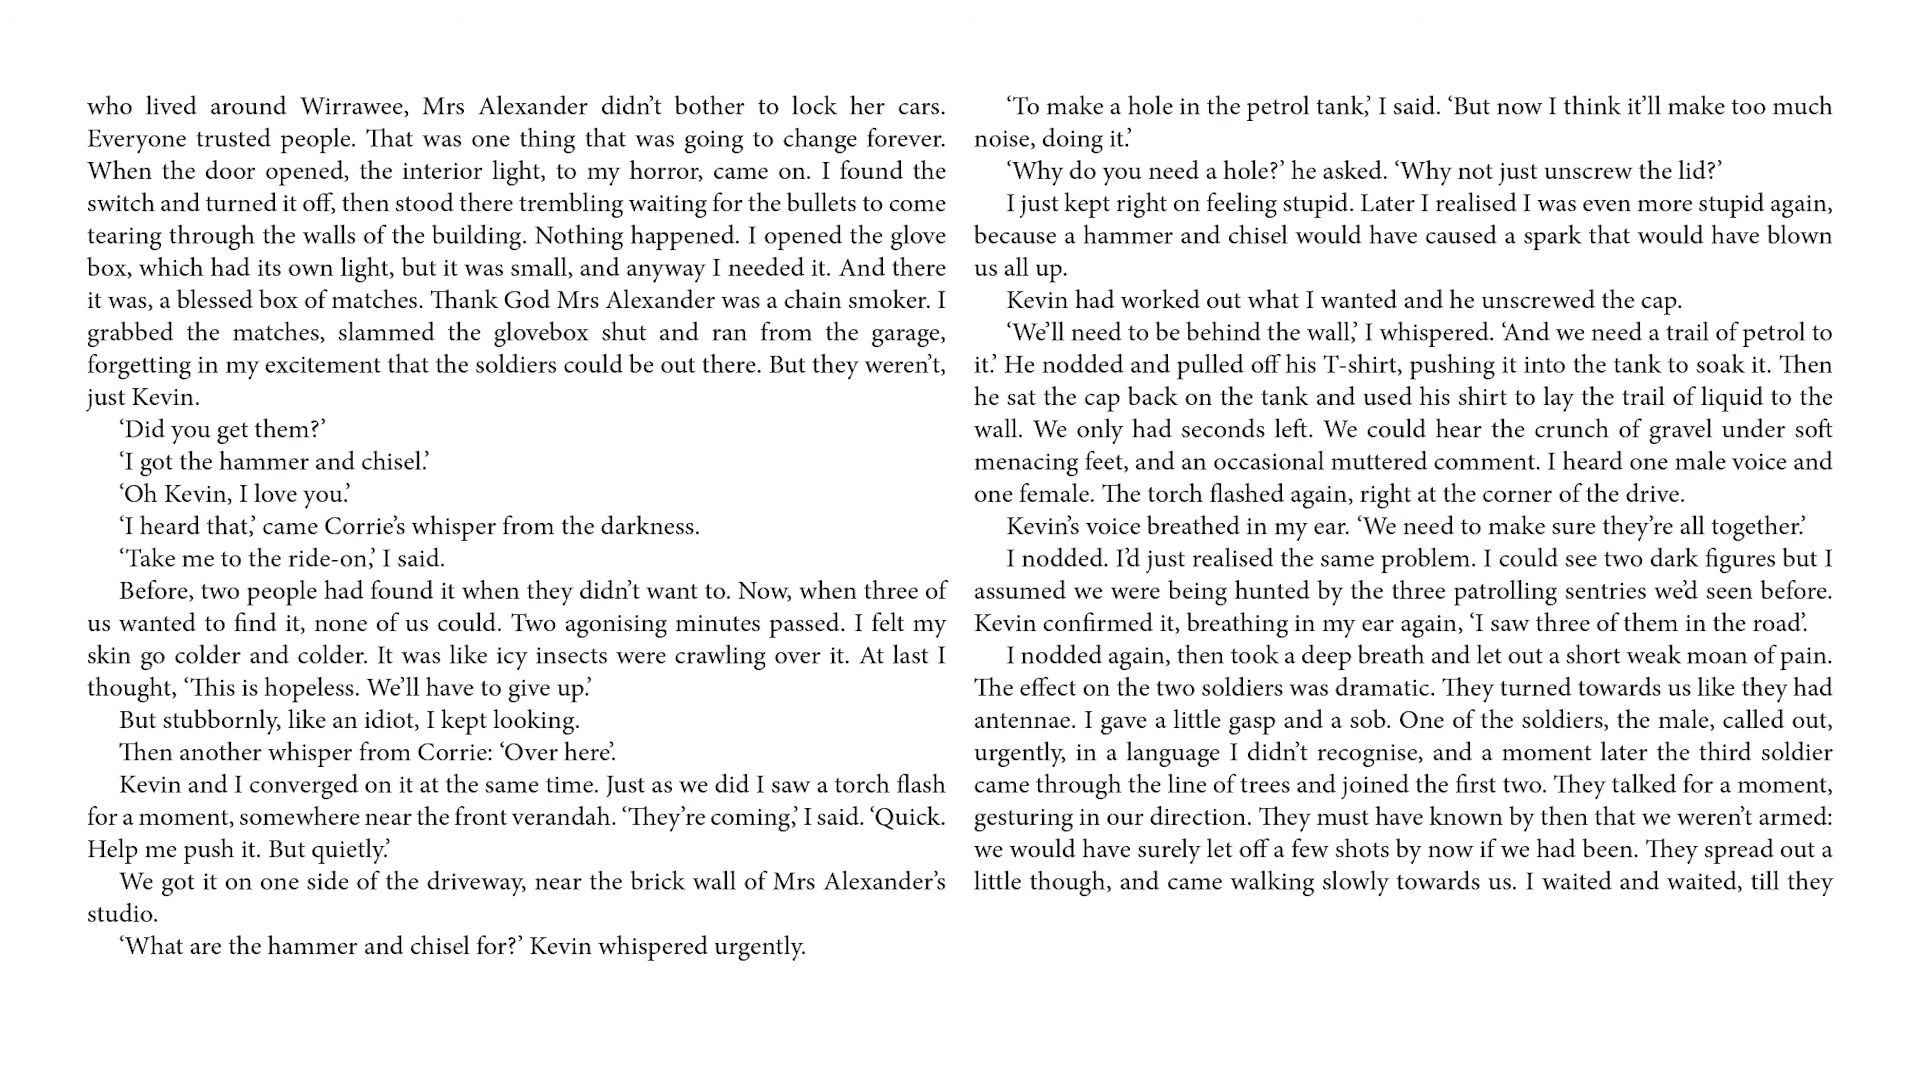 who lived around Wirrawee, Mrs Alexander didn’t bother to lock her cars.
Everyone trusted people. That was one thing that was going to change forever.
When the door opened, the interior light, to my horror, came on. I found the
switch and turned it off, then stood there trembling waiting for the bullets to come
tearing through the walls of the building. Nothing happened. I opened the glove
box, which had its own light, but it was small, and anyway I needed it. And there
it was, a blessed box of matches. Thank God Mrs Alexander was a chain smoker. I
grabbed the matches, slammed the glovebox shut and ran from the garage,
forgetting in my excitement that the soldiers could be out there. But they weren’t,
just Kevin.
‘Did you get them?’
‘I got the hammer and chisel.’
‘Oh Kevin, I love you.’
‘I heard that,’ came Corrie’s whisper from the darkness.
‘Take me to the ride-on,’ I said.
Before, two people had found it when they didn’t want to. Now, when three of
us wanted to find it, none of us could. Two agonising minutes passed. I felt my
skin go colder and colder. It was like icy insects were crawling over it. At last I
thought, ‘This is hopeless. We’ll have to give up.’
But stubbornly, like an idiot, I kept looking.
Then another whisper from Corrie: ‘Over here’.
Kevin and I converged on it at the same time. Just as we did I saw a torch flash
for a moment, somewhere near the front verandah. ‘They’re coming,’ I said. ‘Quick.
Help me push it. But quietly.’
We got it on one side of the driveway, near the brick wall of Mrs Alexander’s
studio.
‘What are the hammer and chisel for?’ Kevin whispered urgently.
‘To make a hole in the petrol tank,’ I said. ‘But now I think it’ll make too much
noise, doing it.’
‘Why do you need a hole?’ he asked. ‘Why not just unscrew the lid?’
I just kept right on feeling stupid. Later I realised I was even more stupid again,
because a hammer and chisel would have caused a spark that would have blown
us all up.
Kevin had worked out what I wanted and he unscrewed the cap.
‘We’ll need to be behind the wall,’ I whispered. ‘And we need a trail of petrol to
it.’ He nodded and pulled off his T-shirt, pushing it into the tank to soak it. Then
he sat the cap back on the tank and used his shirt to lay the trail of liquid to the
wall. We only had seconds left. We could hear the crunch of gravel under soft
menacing feet, and an occasional muttered comment. I heard one male voice and
one female. The torch flashed again, right at the corner of the drive.
Kevin’s voice breathed in my ear. ‘We need to make sure they’re all together.’
I nodded. I’d just realised the same problem. I could see two dark figures but I
assumed we were being hunted by the three patrolling sentries we’d seen before.
Kevin confirmed it, breathing in my ear again, ‘I saw three of them in the road’.
I nodded again, then took a deep breath and let out a short weak moan of pain.
The effect on the two soldiers was dramatic. They turned towards us like they had
antennae. I gave a little gasp and a sob. One of the soldiers, the male, called out,
urgently, in a language I didn’t recognise, and a moment later the third soldier
came through the line of trees and joined the first two. They talked for a moment,
gesturing in our direction. They must have known by then that we weren’t armed:
we would have surely let off a few shots by now if we had been. They spread out a
little though, and came walking slowly towards us. I waited and waited, till they